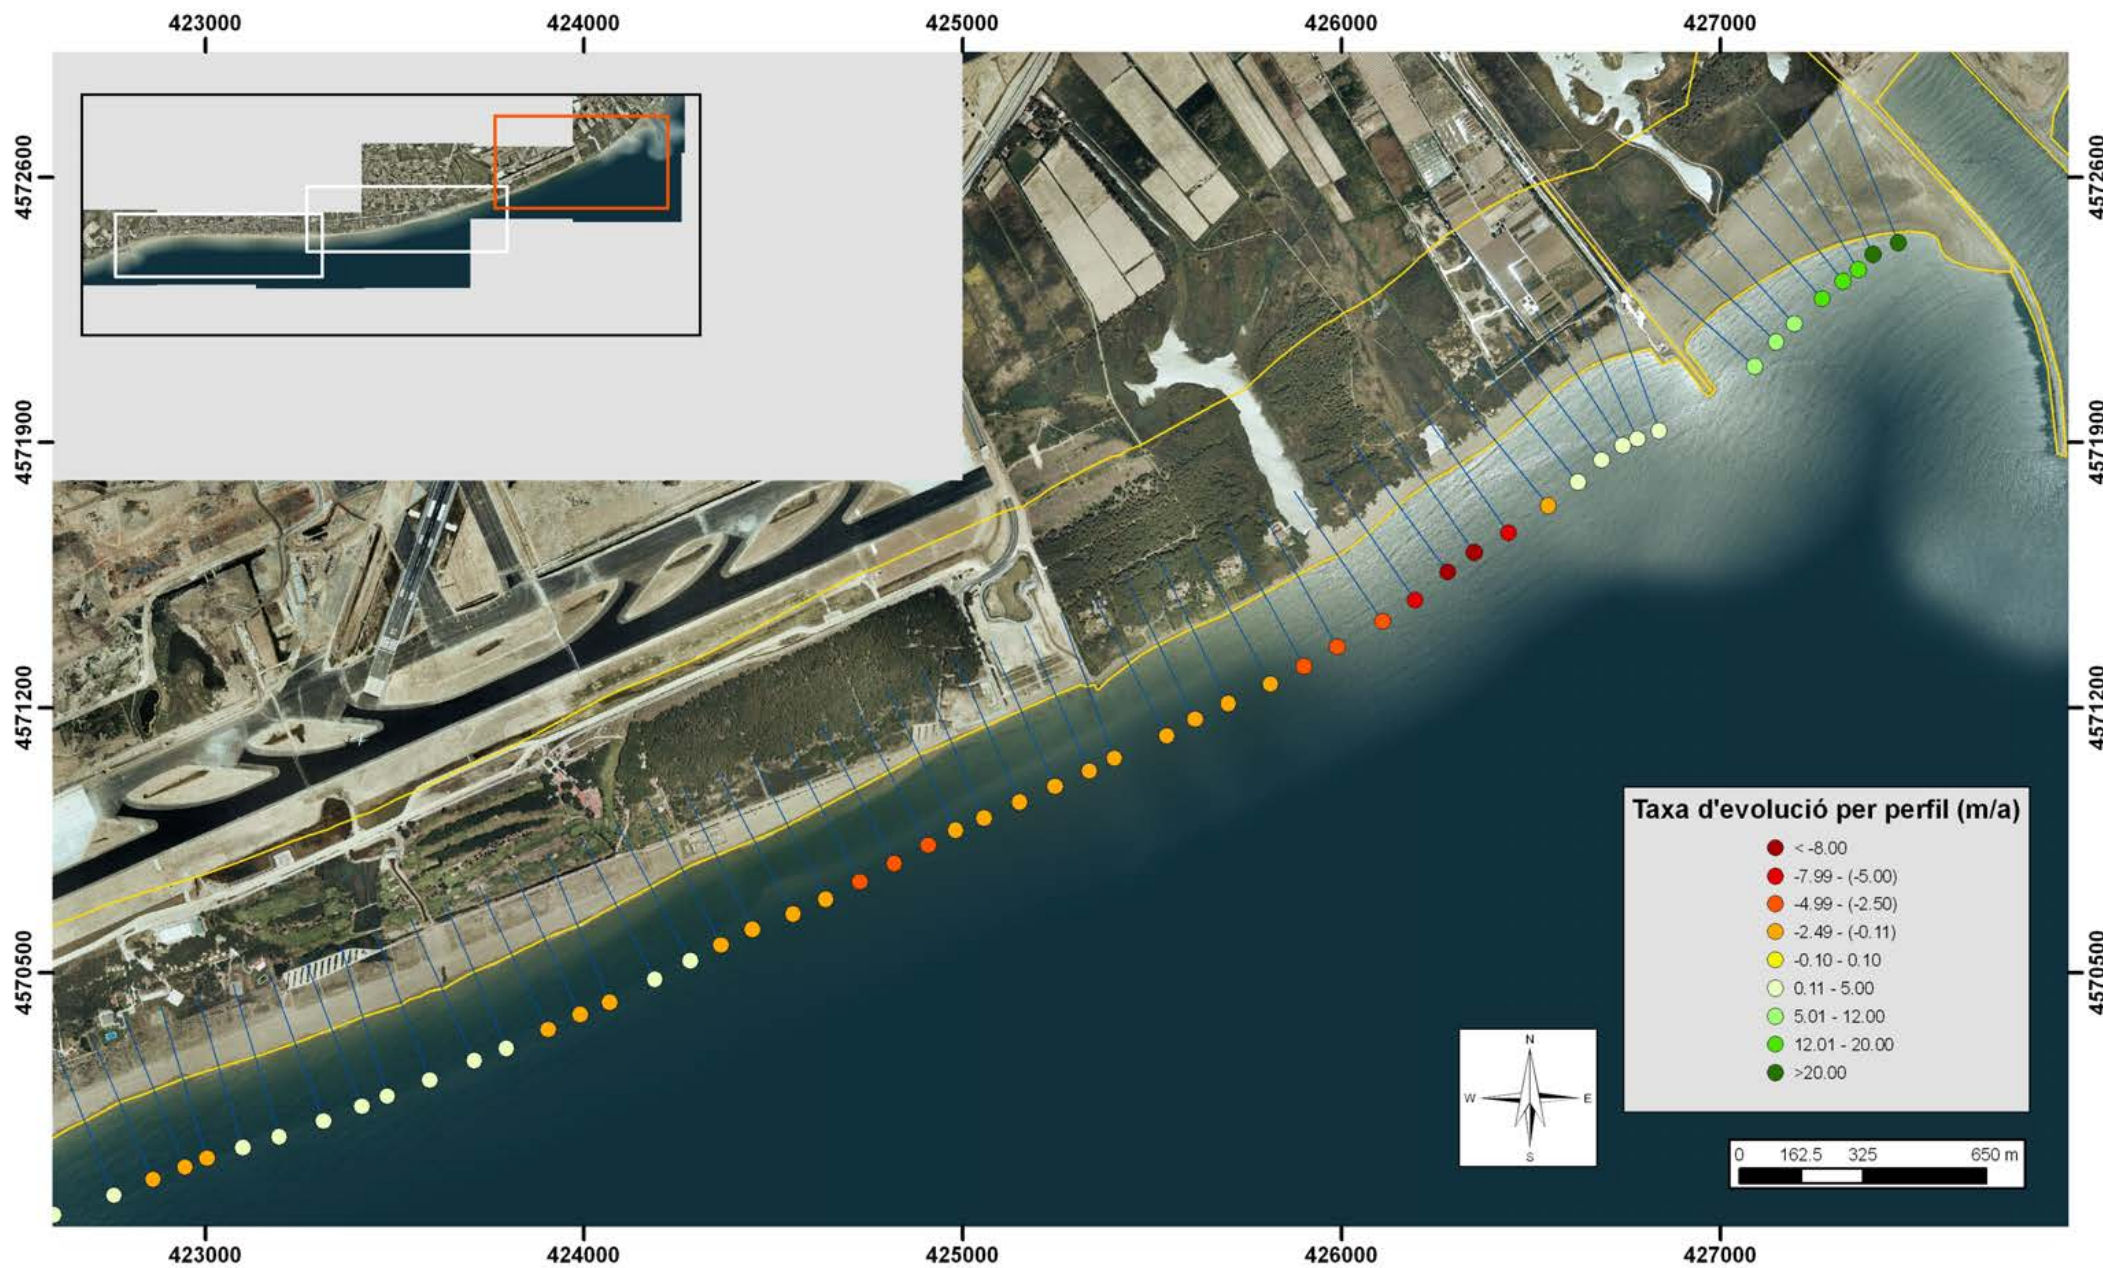 423000 424000 425000 426000 427000
4572600 4572600
4571900 4571900
4571200 4571200
4570500 4570500
Taxa d'evolució per perfil (m/a)
< -8.00
-7.99 - (-5.00)
-4.99 - (-2.50)
-2.49 - (-0.11)
-0.10 - 0.10
0.11 - 5.00
5.01 - 12.00
12.01 - 20.00
>20.00
N
W E
S
0 162.5 325 650 m
423000 424000 425000 426000 427000